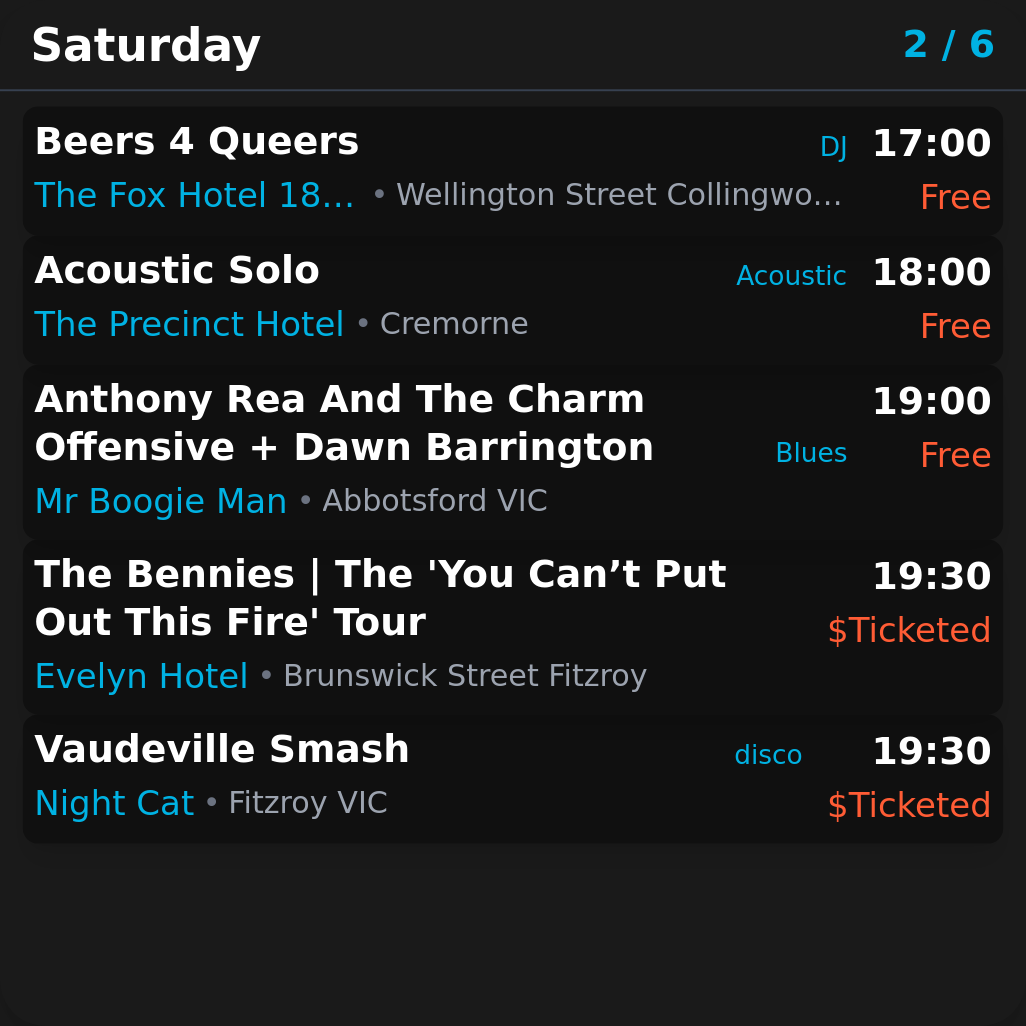 Saturday 2 / 6
Beers 4 Queers DJ 17:00
The Fox Hotel 18... • Wellington Street Collingwo... Free
Acoustic Solo Acoustic 18:00
The Precinct Hotel • Cremorne Free
Anthony Rea And The Charm 19:00
Offensive + Dawn Barrington Blues Free
Mr Boogie Man • Abbotsford VIC
The Bennies | The 'You Can’t Put 19:30
Out This Fire' Tour $Ticketed
Evelyn Hotel • Brunswick Street Fitzroy
Vaudeville Smash disco 19:30
Night Cat • Fitzroy VIC $Ticketed